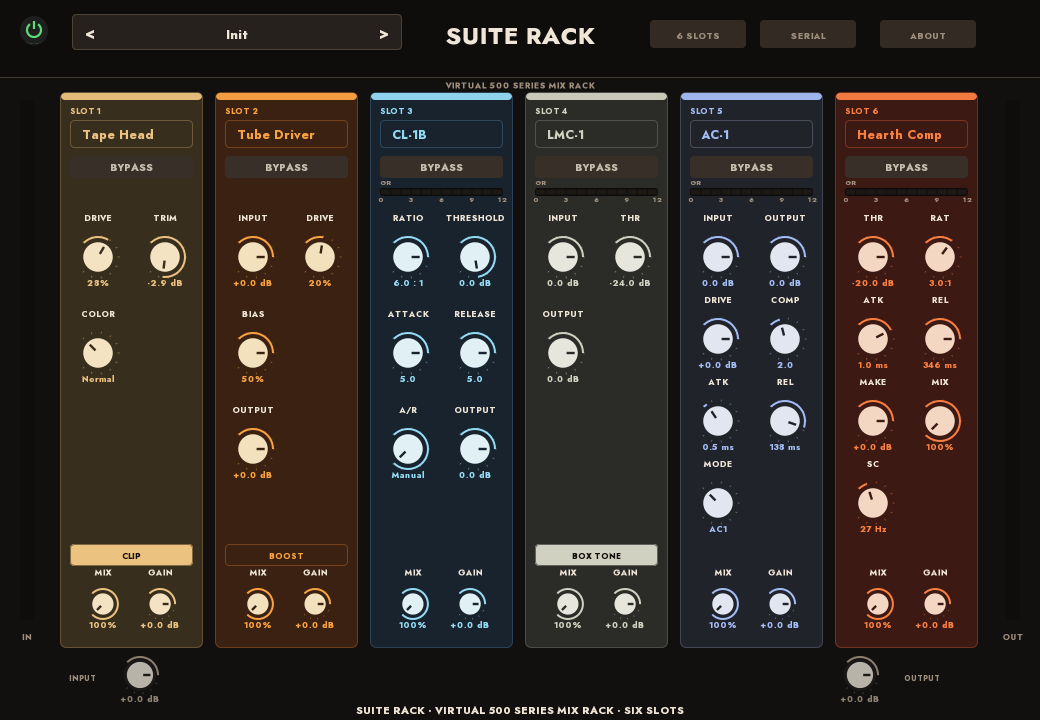 < Init >
SUITE RACK
6 SLOTS
SERIAL
ABOUT
VIRTUAL 500 SERIES MIX RACK
SLOT 1
Tape Head
BYPASS
DRIVE TRIM
28% -2.9 dB
COLOR
Normal
CLIP
MIX GAIN
100% +0.0 dB
SLOT 2
Tube Driver
BYPASS
INPUT DRIVE
+0.0 dB 20%
BIAS
50%
OUTPUT
+0.0 dB
BOOST
MIX GAIN
100% +0.0 dB
SLOT 3
CL-1B
BYPASS
GR
0 3 6 9 12
RATIO THRESHOLD
6.0 : 1 0.0 dB
ATTACK RELEASE
5.0 5.0
A/R OUTPUT
Manual 0.0 dB
MIX GAIN
100% +0.0 dB
SLOT 4
LMC-1
BYPASS
GR
0 3 6 9 12
INPUT THR
0.0 dB -24.0 dB
OUTPUT
0.0 dB
BOX TONE
MIX GAIN
100% +0.0 dB
SLOT 5
AC-1
BYPASS
GR
0 3 6 9 12
INPUT OUTPUT
0.0 dB 0.0 dB
DRIVE COMP
+0.0 dB 2.0
ATK REL
0.5 ms 138 ms
MODE
AC1
MIX GAIN
100% +0.0 dB
SLOT 6
Hearth Comp
BYPASS
GR
0 3 6 9 12
THR RAT
-20.0 dB 3.0:1
ATK REL
1.0 ms 346 ms
MAKE MIX
+0.0 dB 100%
SC
27 Hz
MIX GAIN
100% +0.0 dB
IN
OUT
INPUT
+0.0 dB
OUTPUT
+0.0 dB
SUITE RACK · VIRTUAL 500 SERIES MIX RACK · SIX SLOTS